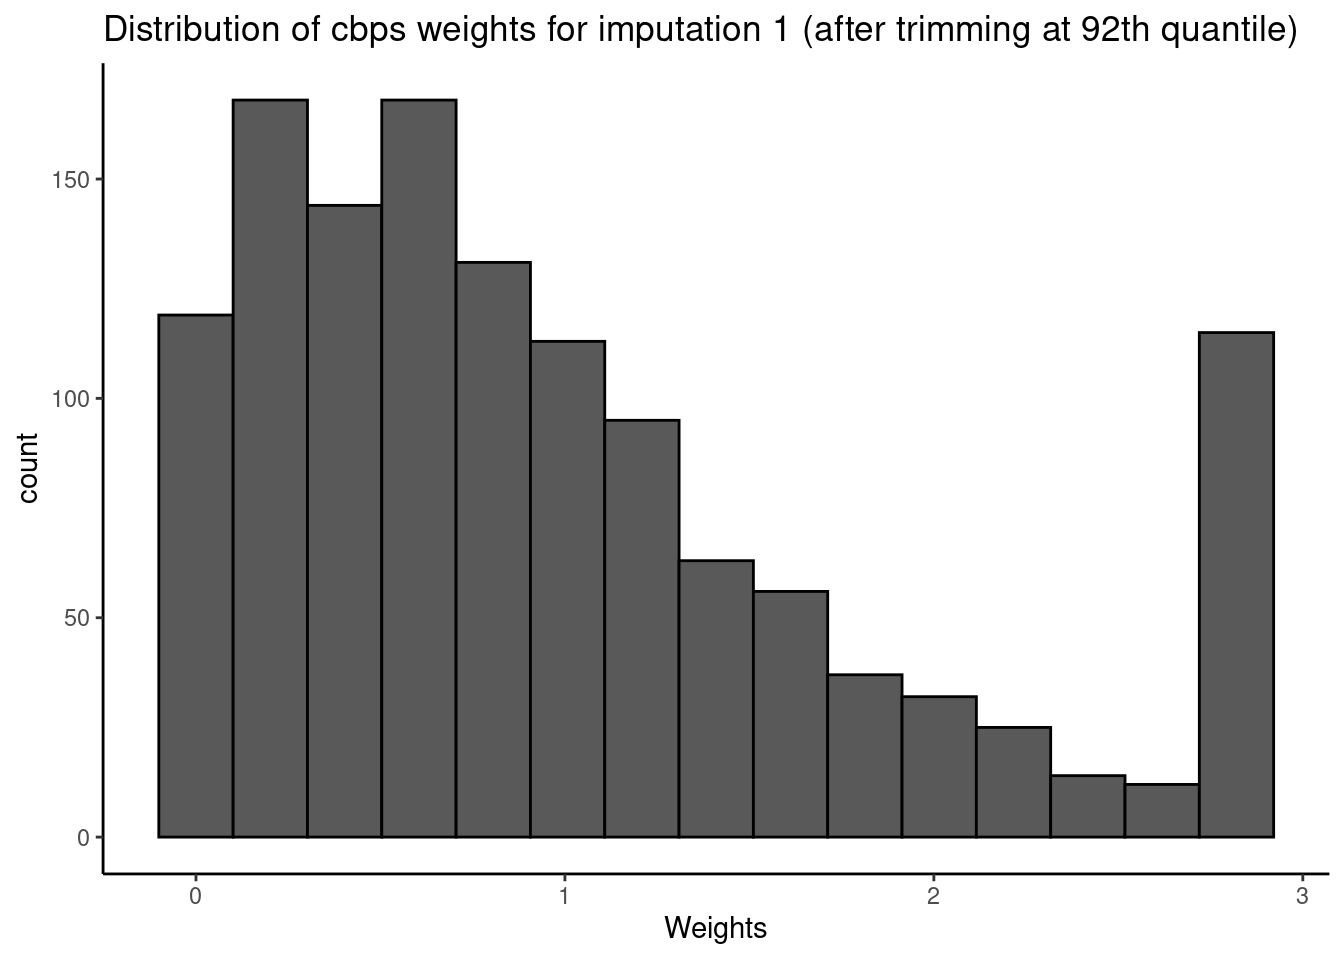 Distribution of cbps weights for imputation 1 (after trimming at 92th quantile)
150
100
50
0
count
0 1 2 3
Weights